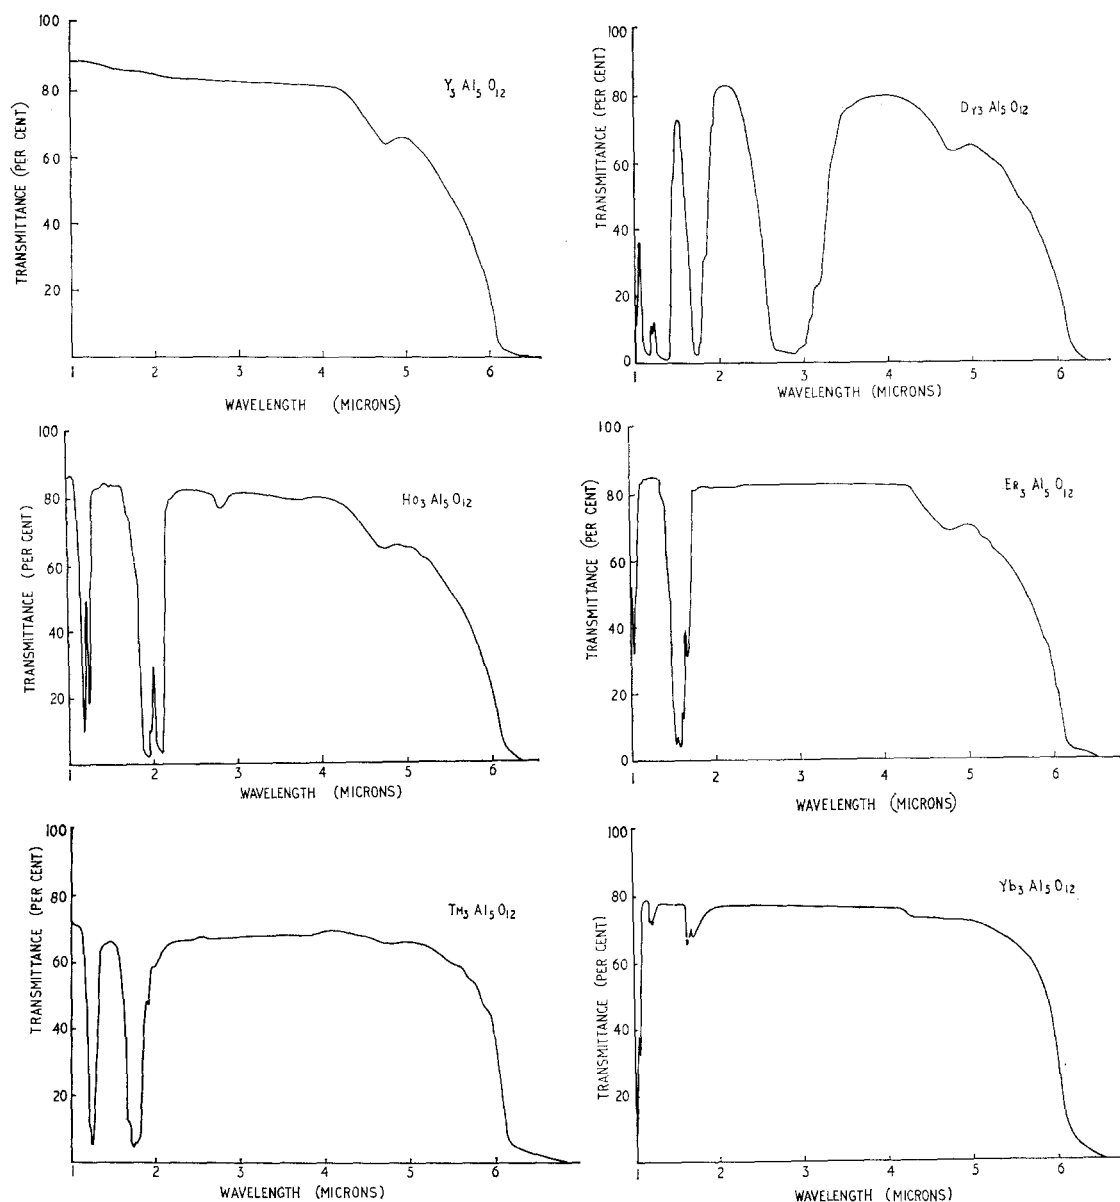 100
80
60
40
20
1 2 3 4 5 6
TRANSMITTANCE (PER CENT)
WAVELENGTH (MICRONS)
Y3 Al5 O12
100
80
60
40
20
0
1 2 3 4 5 6
TRANSMITTANCE (PER CENT)
WAVELENGTH (MICRONS)
DY3 Al5 O12
100
80
60
40
20
1 2 3 4 5 6
TRANSMITTANCE (PER CENT)
WAVELENGTH (MICRONS)
Ho3 Al5 O12
100
80
60
40
20
0
1 2 3 4 5 6
TRANSMITTANCE (PER CENT)
WAVELENGTH (MICRONS)
ER3 Al5 O12
100
80
60
40
20
1 2 3 4 5 6
TRANSMITTANCE (PER CENT)
WAVELENGTH (MICRONS)
TM3 Al5 O12
100
80
60
40
20
1 2 3 4 5 6
TRANSMITTANCE (PER CENT)
WAVELENGTH (MICRONS)
Yb3 Al5 O12